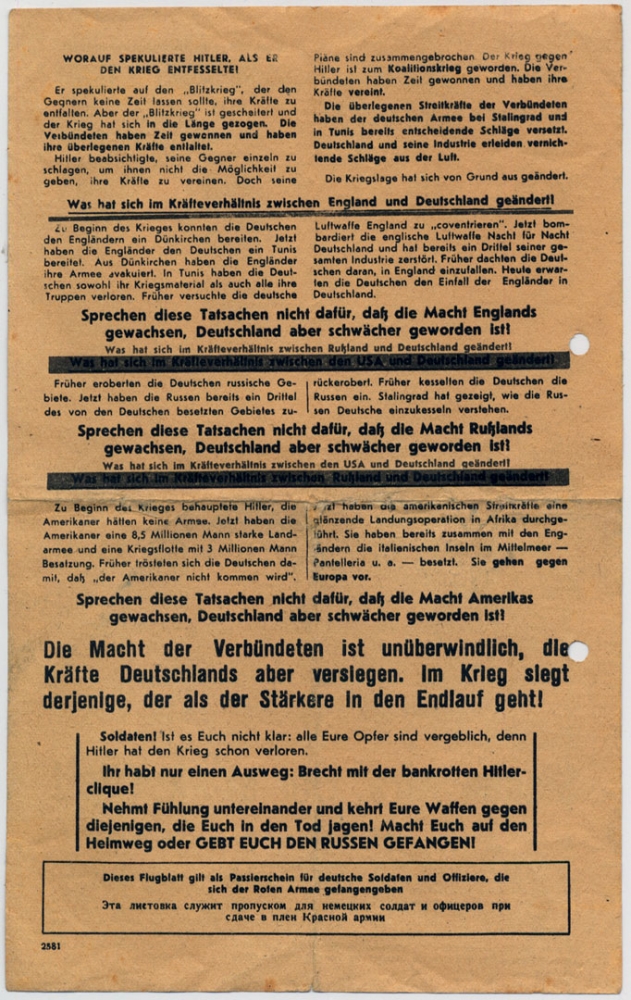 WORAUF SPEKULIERTE HITLER, ALS ER
DEN KRIEG ENTFESSELTE!
Er spekulierte auf den „Blitzkrieg", der den
Gegnern keine Zeit lassen sollte, ihre Kräfte zu
entfalten. Aber der „Blitzkrieg" ist gescheitert und
der Krieg hat sich in die Länge gezogen. Die
Verbündeten haben Zeit gewonnen und haben
ihre überlegenen Kräfte entfaltet.
Hitler beabsichtigte, seine Gegner einzeln zu
schlagen, um ihnen nicht die Möglichkeit zu
geben, ihre Kräfte zu vereinen. Doch seine
Pläne sind zusammengebrochen. Der Krieg gegen
Hitler ist zum Koalitionskrieg geworden. Die Ver-
bündeten haben Zeit gewonnen und haben ihre
Kräfte vereint.
Die überlegenen Streitkräfte der Verbündeten
haben der deutschen Armee bei Stalingrad und
in Tunis bereits entscheidende Schläge versetzt.
Deutschland und seine Industrie erleiden vernich-
tende Schläge aus der Luft.
Die Kriegslage hat sich von Grund aus geändert.
Was hat sich im Kräfteverhältnis zwischen England und Deutschland geändert!
Zu Beginn des Krieges konnten die Deutschen
den Engländern ein Dünkirchen bereiten. Jetzt
haben die Engländer den Deutschen ein Tunis
bereitet. Aus Dünkirchen haben die Engländer
ihre Armee avakuiert. In Tunis haben die Deut-
schen sowohl ihr Kriegsmaterial als auch alle ihre
Truppen verloren. Früher versuchte die deutsche
Luftwaffe England zu „coventrieren". Jetzt bom-
bardiert die englische Luftwaffe Nacht für Nacht
Deutschland und hat bereits ein Drittel seiner ge-
samten Industrie zerstört. Früher dachten die Deut-
schen daran, in England einzufallen. Heute erwar-
ten die Deutschen den Einfall der Engländer in
Deutschland.
Sprechen diese Tatsachen nicht dafür, daß die Macht Englands
gewachsen, Deutschland aber schwächer geworden ist!
Was hat sich im Kräfteverhältnis zwischen Rußland und Deutschland geändert!
Was hat sich im Kräfteverhältnis zwischen den USA und Deutschland geändert!
Früher eroberten die Deutschen russische Ge-
biete. Jetzt haben die Russen bereits ein Drittel
des von den Deutschen besetzten Gebietes zu-
rückerobert. Früher kesselten die Deutschen die
Russen ein. Stalingrad hat gezeigt, wie die Rus-
sen Deutsche einzukesseln verstehen.
Sprechen diese Tatsachen nicht dafür, daß die Macht Rußlands
gewachsen, Deutschland aber schwächer geworden ist!
Was hat sich im Kräfteverhältnis zwischen den USA und Deutschland geändert!
Was hat sich im Kräfteverhältnis zwischen Rußland und Deutschland geändert!
Zu Beginn des Krieges behauptete Hitler, die
Amerikaner hätten keine Armee. Jetzt haben die
Amerikaner eine 8,5 Millionen Mann starke Land-
armee und eine Kriegsflotte mit 3 Millionen Mann
Besatzung. Früher trösteten sich die Deutschen da-
mit, daß „der Amerikaner nicht kommen wird".
Jetzt haben die amerikanischen Streitkräfte eine
glänzende Landungsoperation in Afrika durchge-
führt. Sie haben bereits zusammen mit den Eng-
ländern die italienischen Inseln im Mittelmeer —
Pantelleria u. a. — besetzt. Sie gehen gegen
Europa vor.
Sprechen diese Tatsachen nicht dafür, daß die Macht Amerikas
gewachsen, Deutschland aber schwächer geworden ist!
Die Macht der Verbündeten ist unüberwindlich, die
Kräfte Deutschlands aber versiegen. Im Krieg siegt
derjenige, der als der Stärkere in den Endlauf geht!
Soldaten! Ist es Euch nicht klar: alle Eure Opfer sind vergeblich, denn
Hitler hat den Krieg schon verloren.
Ihr habt nur einen Ausweg: Brecht mit der bankrotten Hitler-
clique!
Nehmt Fühlung untereinander und kehrt Eure Waffen gegen
diejenigen, die Euch in den Tod jagen! Macht Euch auf den
Heimweg oder GEBT EUCH DEN RUSSEN GEFANGEN!
Dieses Flugblatt gilt als Passierschein für deutsche Soldaten und Offiziere, die
sich der Roten Armee gefangengeben
Эта листовка служит пропуском для немецких солдат и офицеров при
сдаче в плен Красной армии
2581